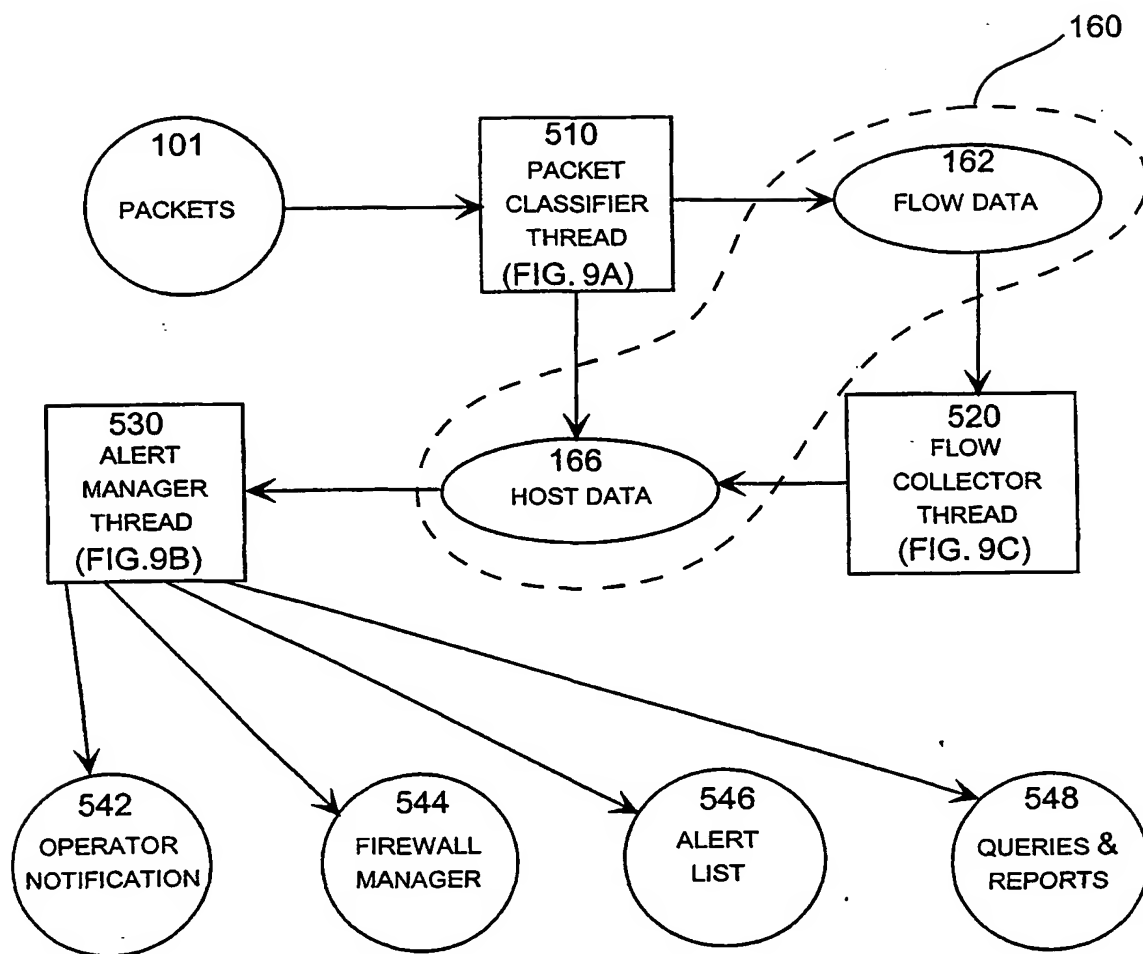 160
101
PACKETS
510
PACKET
CLASSIFIER
THREAD
(FIG. 9A)
162
FLOW DATA
530
ALERT
MANAGER
THREAD
(FIG.9B)
166
HOST DATA
520
FLOW
COLLECTOR
THREAD
(FIG. 9C)
542
OPERATOR
NOTIFICATION
544
FIREWALL
MANAGER
546
ALERT
LIST
548
QUERIES &
REPORTS